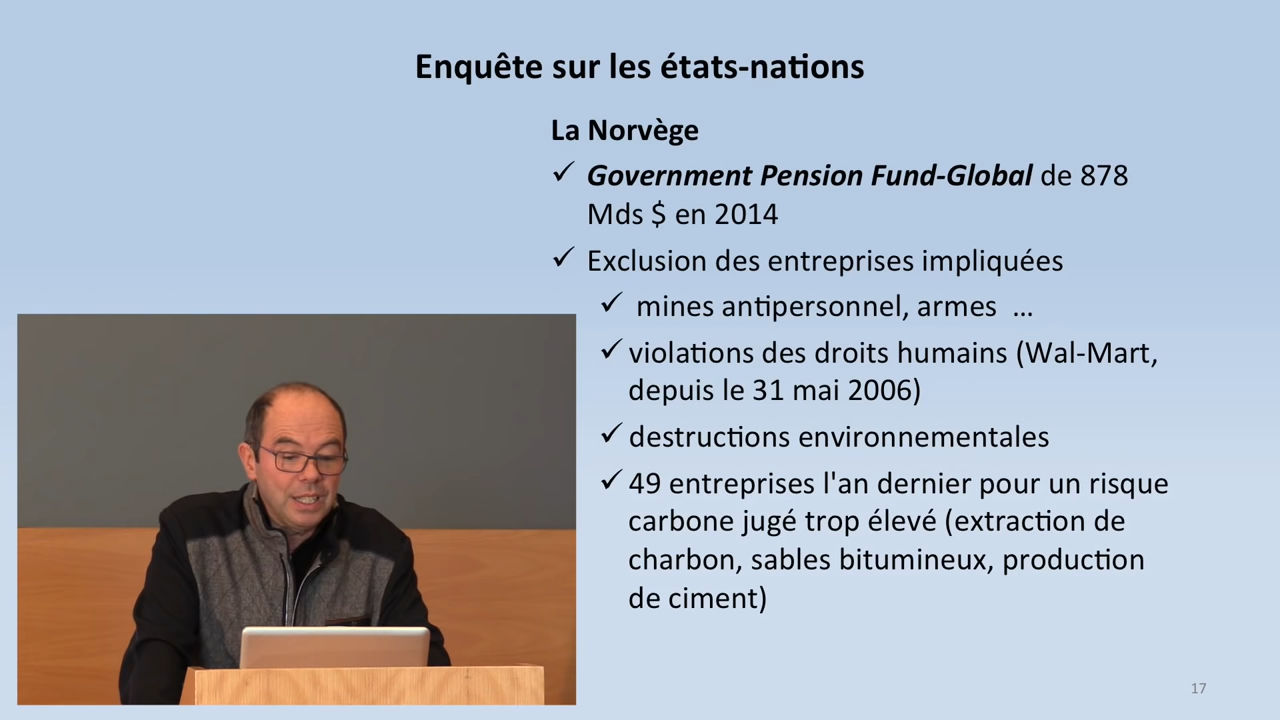 Enquête sur les états-nations
La Norvège
✓ Government Pension Fund-Global de 878
Mds $ en 2014
✓ Exclusion des entreprises impliquées
✓ mines antipersonnel, armes ...
✓ violations des droits humains (Wal-Mart,
depuis le 31 mai 2006)
✓ destructions environnementales
✓ 49 entreprises l'an dernier pour un risque
carbone jugé trop élevé (extraction de
charbon, sables bitumineux, production
de ciment)
17